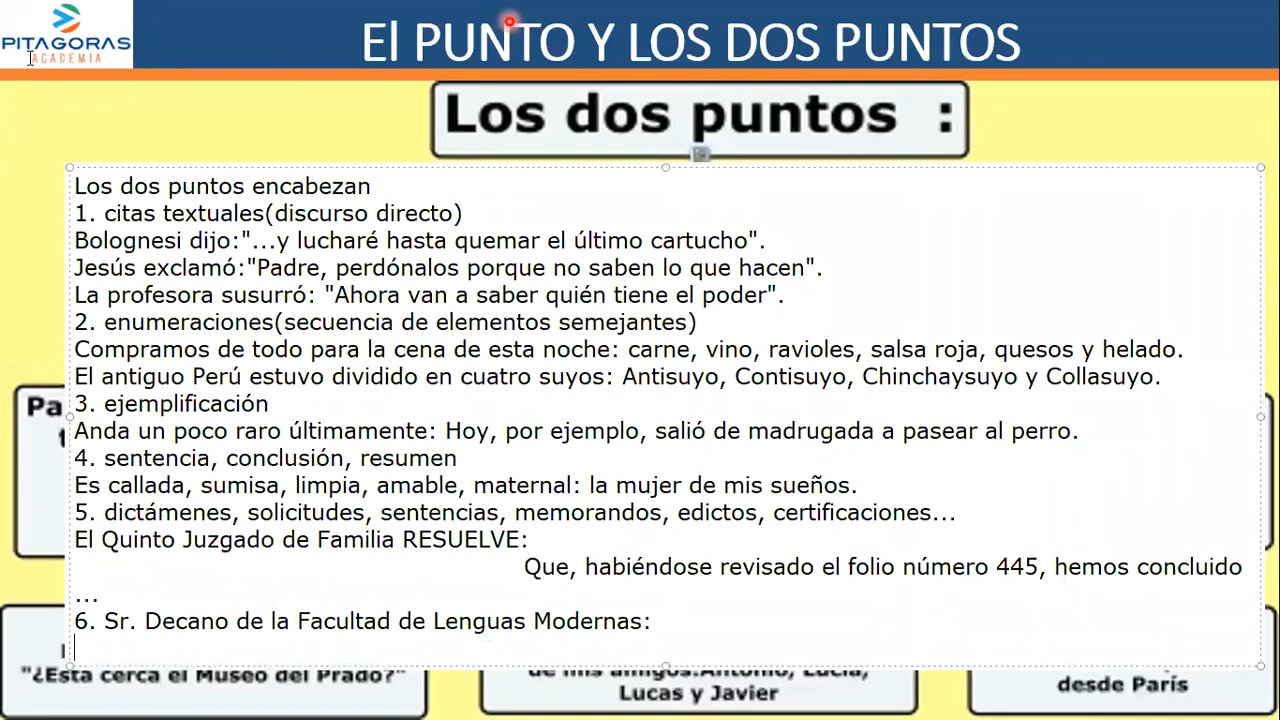 PITAGORAS
ACADEMIA
El PUNTO Y LOS DOS PUNTOS
Los dos puntos :
Los dos puntos encabezan
1. citas textuales(discurso directo)
Bolognesi dijo:"...y lucharé hasta quemar el último cartucho".
Jesús exclamó:"Padre, perdónalos porque no saben lo que hacen".
La profesora susurró: "Ahora van a saber quién tiene el poder".
2. enumeraciones(secuencia de elementos semejantes)
Compramos de todo para la cena de esta noche: carne, vino, ravioles, salsa roja, quesos y helado.
El antiguo Perú estuvo dividido en cuatro suyos: Antisuyo, Contisuyo, Chinchaysuyo y Collasuyo.
3. ejemplificación
Anda un poco raro últimamente: Hoy, por ejemplo, salió de madrugada a pasear al perro.
4. sentencia, conclusión, resumen
Es callada, sumisa, limpia, amable, maternal: la mujer de mis sueños.
5. dictámenes, solicitudes, sentencias, memorandos, edictos, certificaciones...
El Quinto Juzgado de Familia RESUELVE:
Que, habiéndose revisado el folio número 445, hemos concluido
...
6. Sr. Decano de la Facultad de Lenguas Modernas:
Pa
"¿Está cerca el Museo del Prado?"
de mis amigos:Antonio, Lucía,
Lucas y Javier
desde París